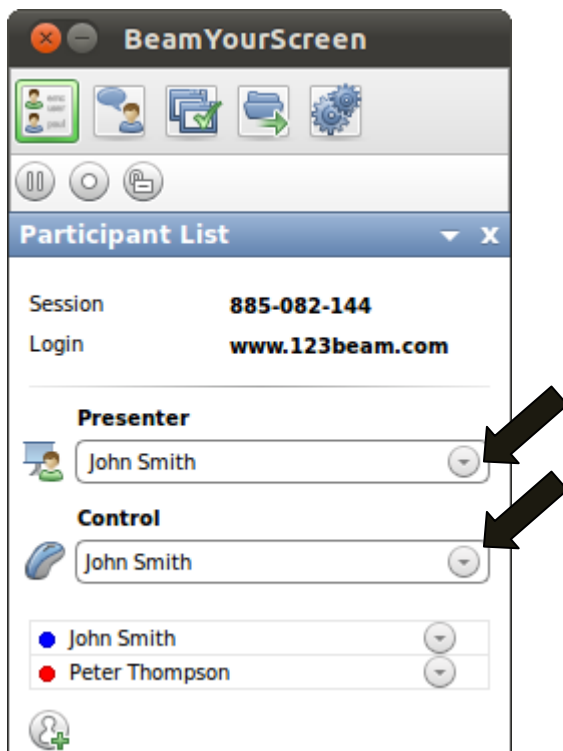 BeamYourScreen
Participant List
Session 885-082-144
Login www.123beam.com
Presenter
John Smith
Control
John Smith
John Smith
Peter Thompson